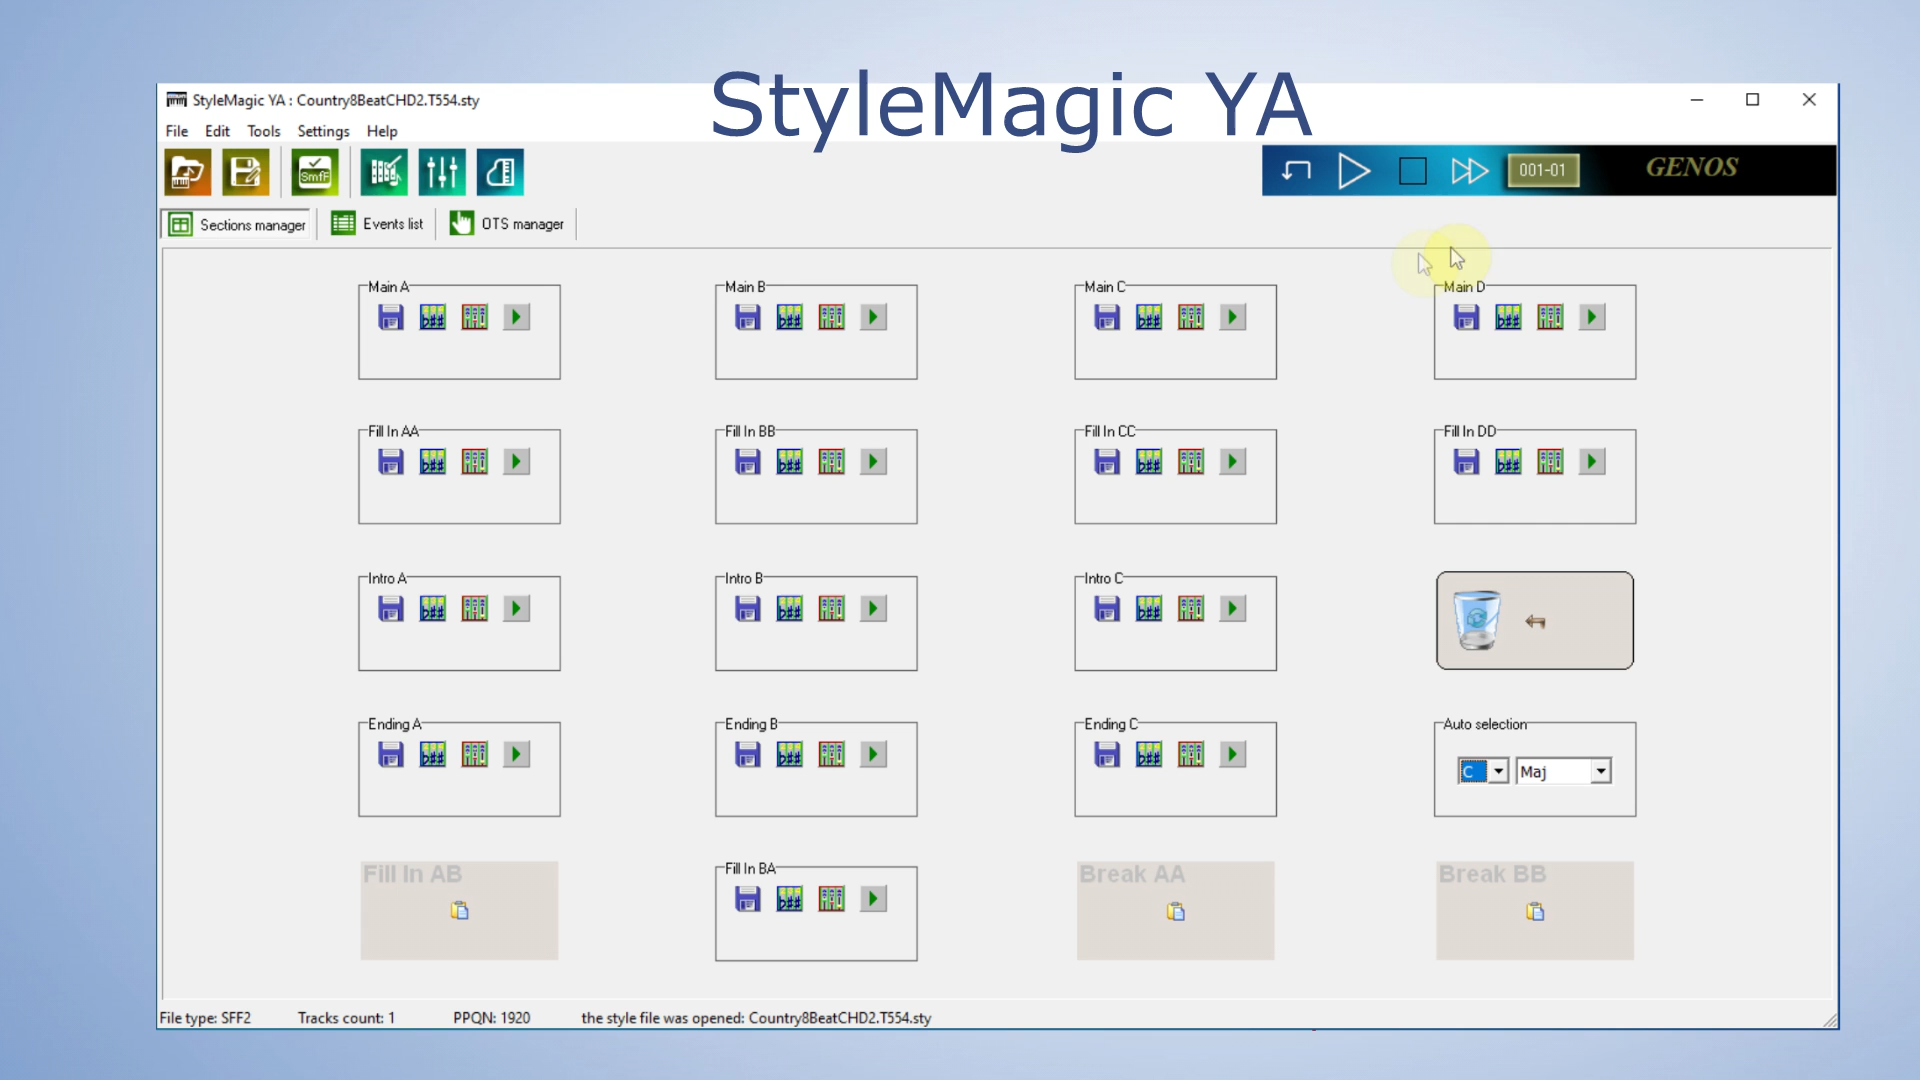 StyleMagic YA
StyleMagic YA : Country8BeatCHD2.T554.sty
File Edit Tools Settings Help
SmfF 001-01 GENOS
Sections manager Events list OTS manager
Main A Main B Main C Main D
Fill In AA Fill In BB Fill In CC Fill In DD
Intro A Intro B Intro C
Ending A Ending B Ending C Auto selection
C Maj
Fill In AB Fill In BA Break AA Break BB
File type: SFF2 Tracks count: 1 PPQN: 1920 the style file was opened: Country8BeatCHD2.T554.sty